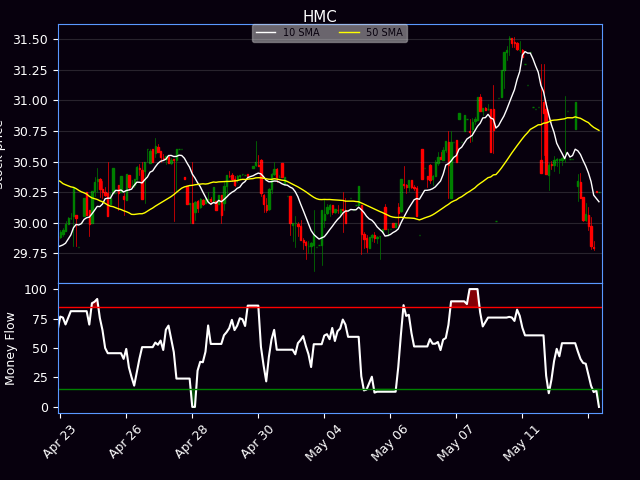 HMC
10 SMA
50 SMA
31.50
31.25
31.00
30.75
30.50
30.25
30.00
29.75
Stock price
100
75
50
25
0
Money Flow
Apr 23
Apr 26
Apr 28
Apr 30
May 04
May 06
May 07
May 11